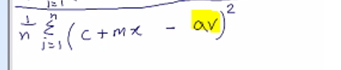 1/n Σ_{i=1}^{n} (c + mx - av)²